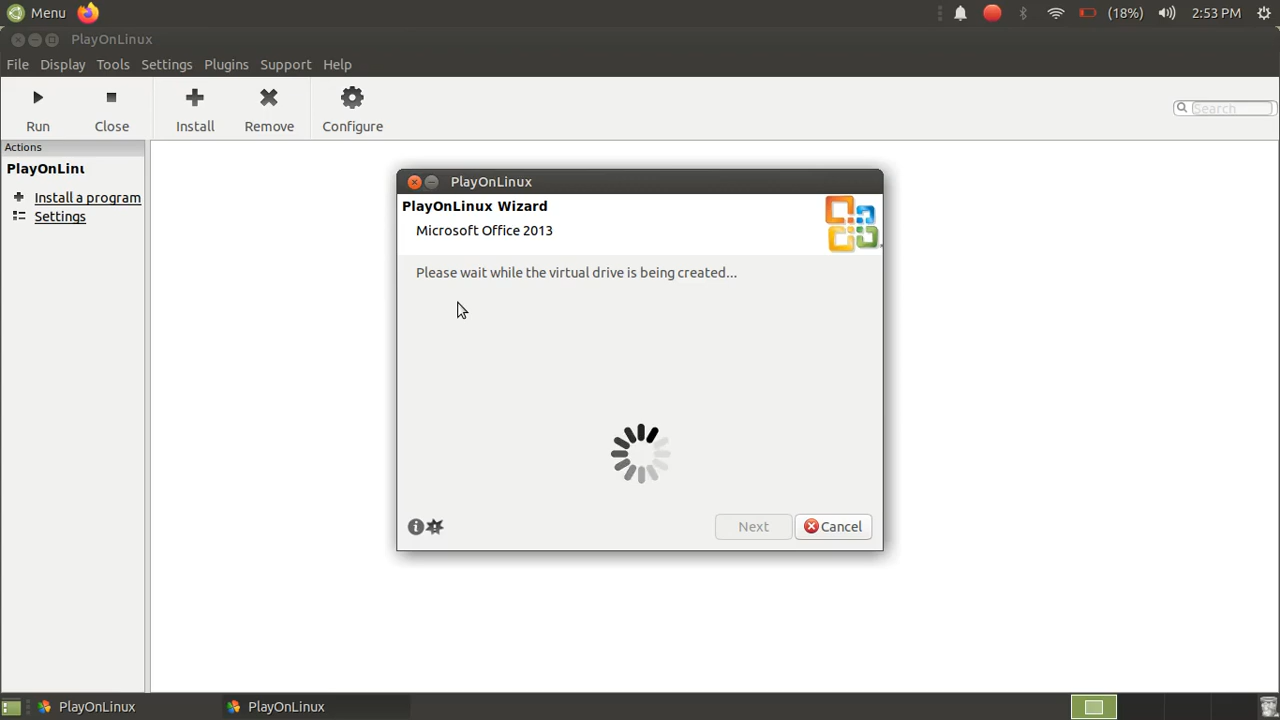 Menu (18%) 2:53 PM
PlayOnLinux
File Display Tools Settings Plugins Support Help
Run Close Install Remove Configure Search
Actions
PlayOnLinu
Install a program
Settings
PlayOnLinux
PlayOnLinux Wizard
Microsoft Office 2013
Please wait while the virtual drive is being created...
Next Cancel
PlayOnLinux PlayOnLinux